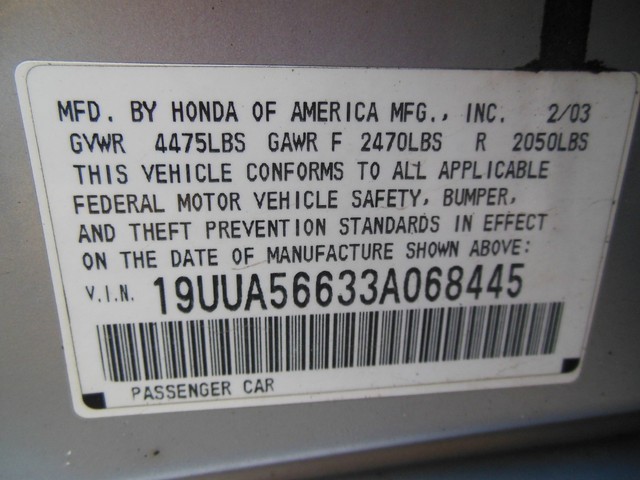 MFD. BY HONDA OF AMERICA MFG., INC. 2/03
GVWR 4475LBS GAWR F 2470LBS R 2050LBS
THIS VEHICLE CONFORMS TO ALL APPLICABLE
FEDERAL MOTOR VEHICLE SAFETY, BUMPER,
AND THEFT PREVENTION STANDARDS IN EFFECT
ON THE DATE OF MANUFACTURE SHOWN ABOVE:
V.I.N. 19UUA56633A068445
PASSENGER CAR